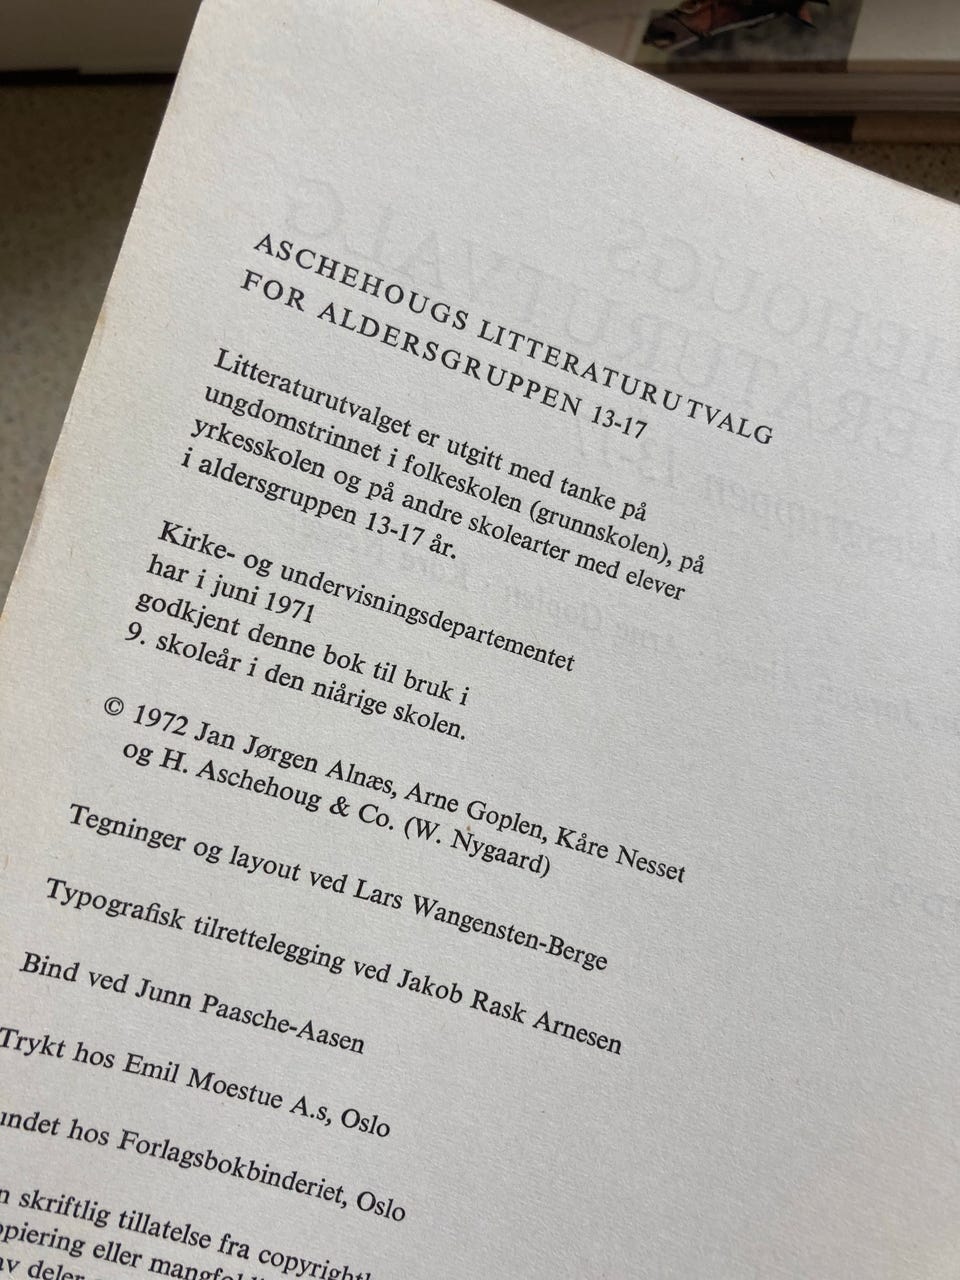 ASCHEHOUGS LITTERATURUTVALG
FOR ALDERSGRUPPEN 13-17
Litteraturutvalget er utgitt med tanke på
ungdomstrinnet i folkeskolen (grunnskolen), på
yrkesskolen og på andre skolearter med elever
i aldersgruppen 13-17 år.
Kirke- og undervisningsdepartementet
har i juni 1971
godkjent denne bok til bruk i
9. skoleår i den niårige skolen.
© 1972 Jan Jørgen Alnæs, Arne Goplen, Kåre Nesset
og H. Aschehoug & Co. (W. Nygaard)
Tegninger og layout ved Lars Wangensten-Berge
Typografisk tilrettelegging ved Jakob Rask Arnesen
Bind ved Junn Paasche-Aasen
Trykt hos Emil Moestue A.s, Oslo
hos Forlagsbokbinderiet, Oslo
skriftlig tillatelse fra
eller
deler